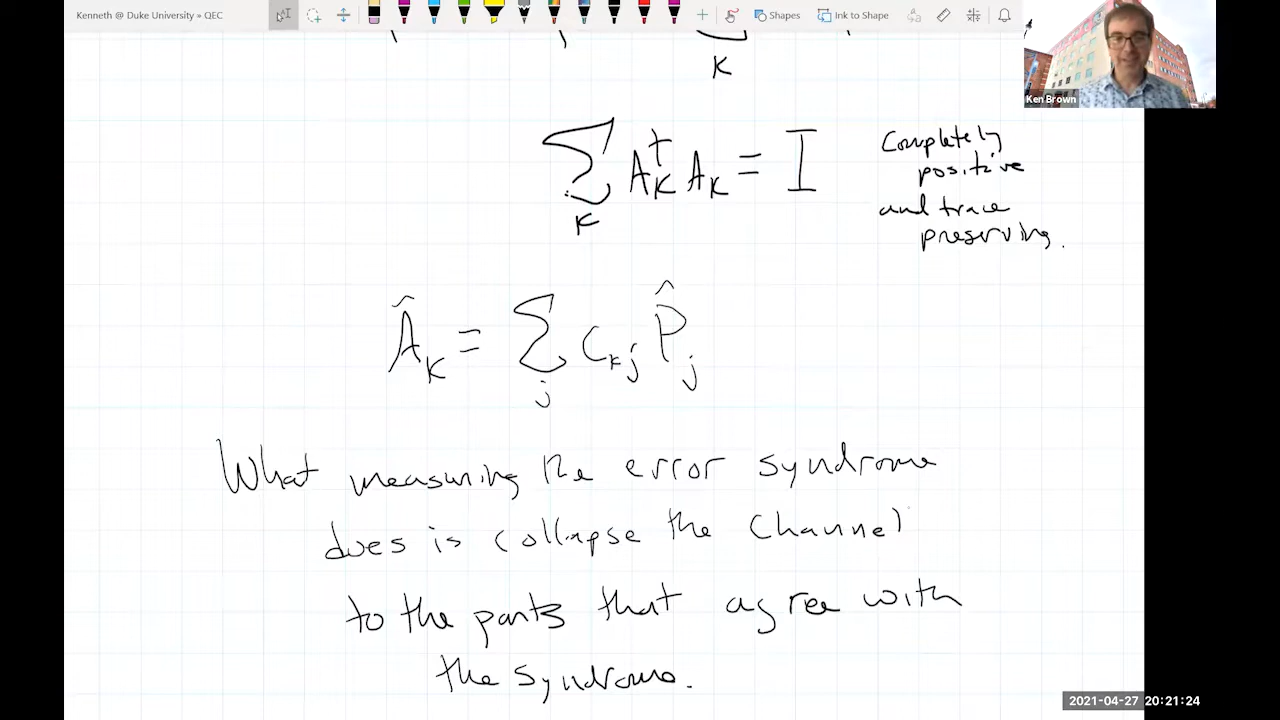 Kenneth @ Duke University » QEC
Shapes
Ink to Shape
Ken Brown
K
∑ A†ₖ Aₖ = I
K
Completely
positive
and trace
preserving.
Âₖ = ∑ Cₖⱼ P̂ⱼ
j
What measuring the error syndrome
does is collapse the channel
to the parts that agree with
the syndrome.
2021-04-27 20:21:24